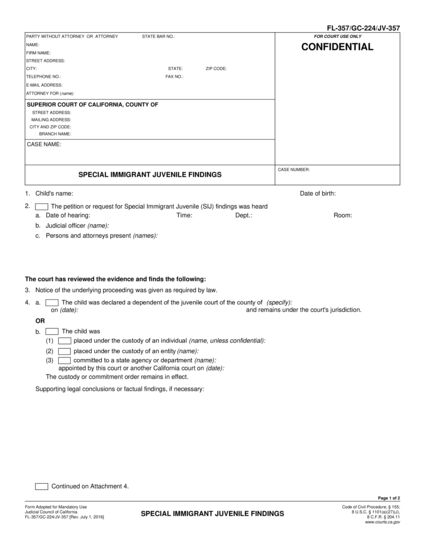 FL-357/GC-224/JV-357
PARTY WITHOUT ATTORNEY OR ATTORNEY STATE BAR NO.:
NAME:
FIRM NAME:
STREET ADDRESS:
CITY: STATE: ZIP CODE:
TELEPHONE NO.: FAX NO.:
E-MAIL ADDRESS:
ATTORNEY FOR (name):
FOR COURT USE ONLY
CONFIDENTIAL
SUPERIOR COURT OF CALIFORNIA, COUNTY OF
STREET ADDRESS:
MAILING ADDRESS:
CITY AND ZIP CODE:
BRANCH NAME:
CASE NAME:
SPECIAL IMMIGRANT JUVENILE FINDINGS
CASE NUMBER:
1. Child's name: Date of birth:
2. The petition or request for Special Immigrant Juvenile (SIJ) findings was heard
a. Date of hearing: Time: Dept.: Room:
b. Judicial officer (name):
c. Persons and attorneys present (names):
The court has reviewed the evidence and finds the following:
3. Notice of the underlying proceeding was given as required by law.
4. a. The child was declared a dependent of the juvenile court of the county of (specify):
on (date): and remains under the court's jurisdiction.
OR
b. The child was
(1) placed under the custody of an individual (name, unless confidential):
(2) placed under the custody of an entity (name):
(3) committed to a state agency or department (name):
appointed by this court or another California court on (date):
The custody or commitment order remains in effect.
Supporting legal conclusions or factual findings, if necessary:
Continued on Attachment 4.
Page 1 of 2
Form Adopted for Mandatory Use
Judicial Council of California
FL-357/GC-224/JV-357 [Rev. July 1, 2016]
SPECIAL IMMIGRANT JUVENILE FINDINGS
Code of Civil Procedure, § 155;
8 U.S.C. § 1101(a)(27)(J);
8 C.F.R. § 204.11
www.courts.ca.gov